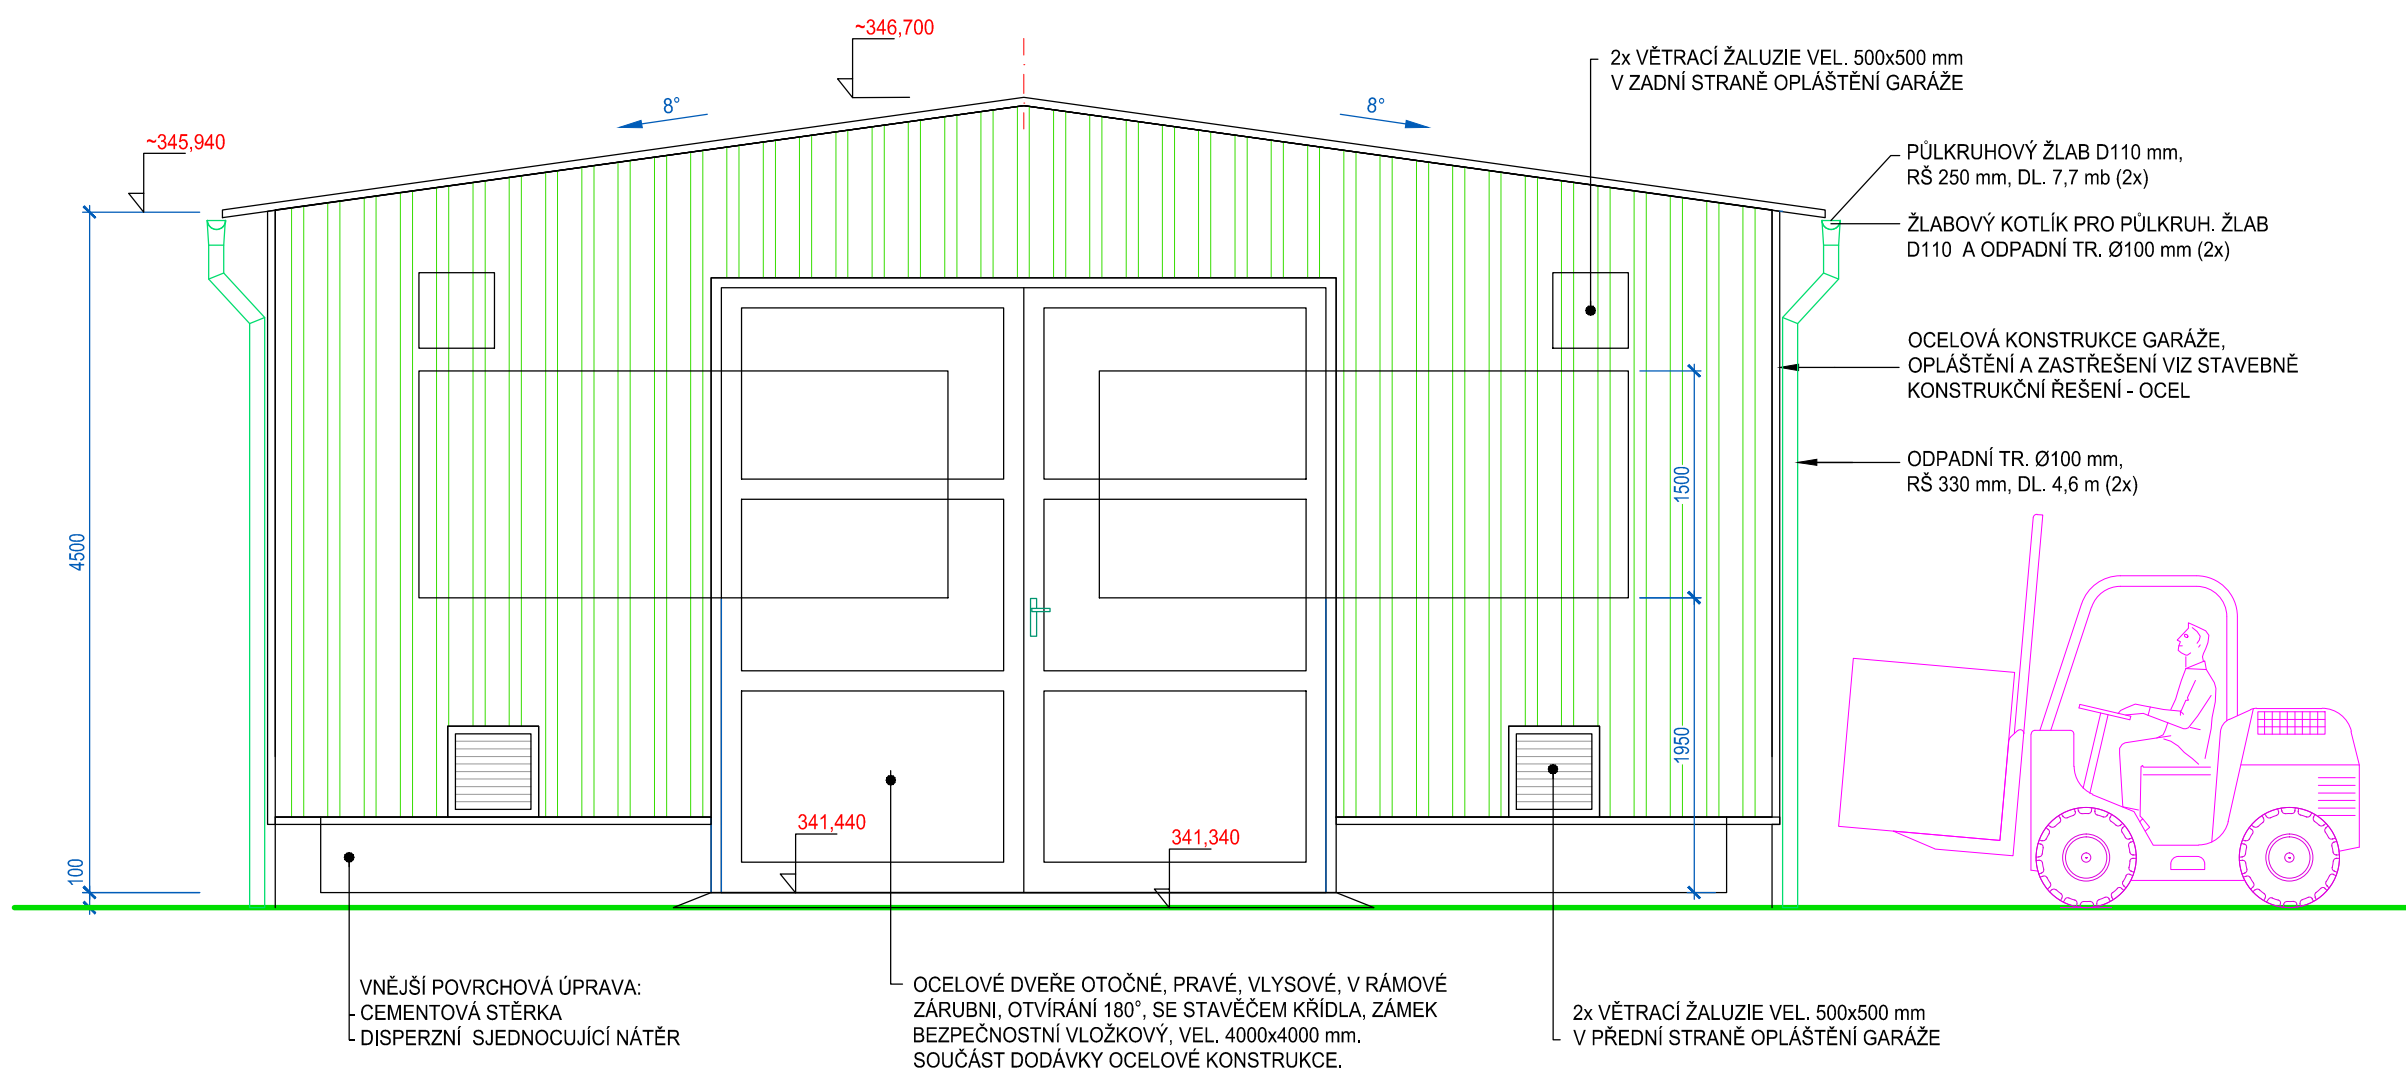 ~346,700
2x VĚTRACÍ ŽALUZIE VEL. 500x500 mm
V ZADNÍ STRANĚ OPLÁŠTĚNÍ GARÁŽE
8°
8°
~345,940
PŮLKRUHOVÝ ŽLAB D110 mm,
RŠ 250 mm, DL. 7,7 mb (2x)
ŽLABOVÝ KOTLÍK PRO PŮLKRUH. ŽLAB
D110 A ODPADNÍ TR. Ø100 mm (2x)
OCELOVÁ KONSTRUKCE GARÁŽE,
OPLÁŠTĚNÍ A ZASTŘEŠENÍ VIZ STAVEBNĚ
KONSTRUKČNÍ ŘEŠENÍ - OCEL
ODPADNÍ TR. Ø100 mm,
RŠ 330 mm, DL. 4,6 m (2x)
1500
4500
1950
341,440
341,340
100
VNĚJŠÍ POVRCHOVÁ ÚPRAVA:
- CEMENTOVÁ STĚRKA
- DISPERZNÍ SJEDNOCUJÍCÍ NÁTĚR
OCELOVÉ DVEŘE OTOČNÉ, PRAVÉ, VLYSOVÉ, V RÁMOVÉ
ZÁRUBNI, OTVÍRÁNÍ 180°, SE STAVĚČEM KŘÍDLA, ZÁMEK
BEZPEČNOSTNÍ VLOŽKOVÝ, VEL. 4000x4000 mm.
SOUČÁST DODÁVKY OCELOVÉ KONSTRUKCE.
2x VĚTRACÍ ŽALUZIE VEL. 500x500 mm
V PŘEDNÍ STRANĚ OPLÁŠTĚNÍ GARÁŽE